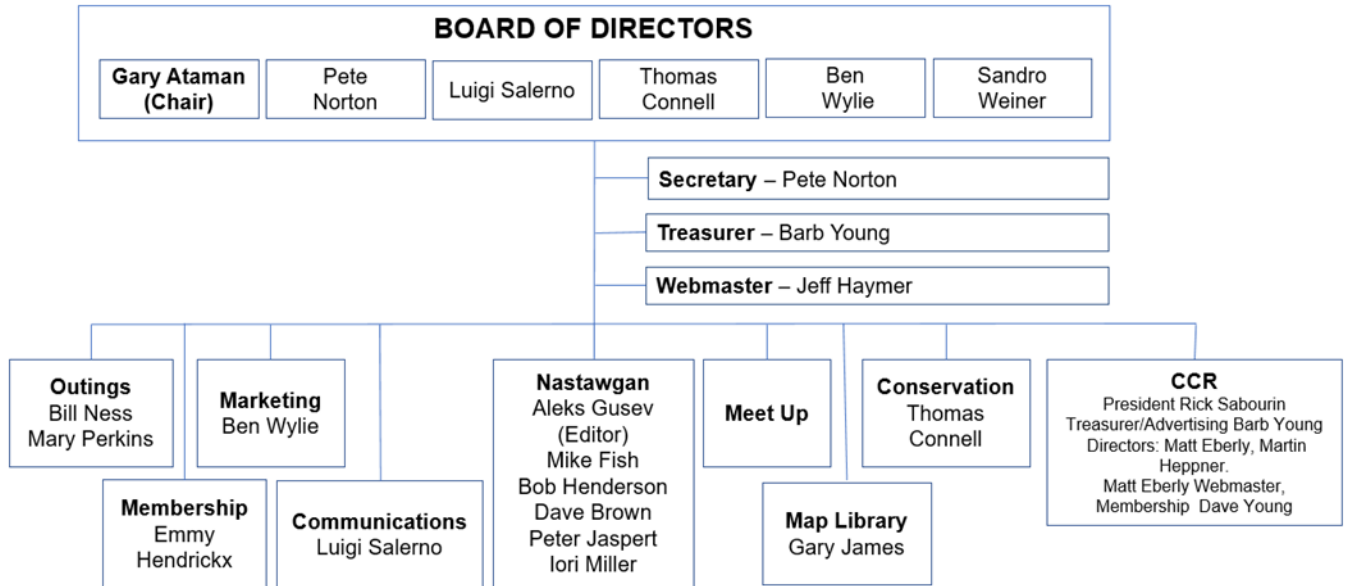 BOARD OF DIRECTORS
Gary Ataman
(Chair)
Pete
Norton
Luigi Salerno
Thomas
Connell
Ben
Wylie
Sandro
Weiner
Secretary – Pete Norton
Treasurer – Barb Young
Webmaster – Jeff Haymer
Outings
Bill Ness
Mary Perkins
Membership
Emmy
Hendrickx
Marketing
Ben Wylie
Communications
Luigi Salerno
Nastawgan
Aleks Gusev
(Editor)
Mike Fish
Bob Henderson
Dave Brown
Peter Jaspert
Iori Miller
Meet Up
Map Library
Gary James
Conservation
Thomas
Connell
CCR
President Rick Sabourin
Treasurer/Advertising Barb Young
Directors: Matt Eberly, Martin
Heppner.
Matt Eberly Webmaster,
Membership Dave Young